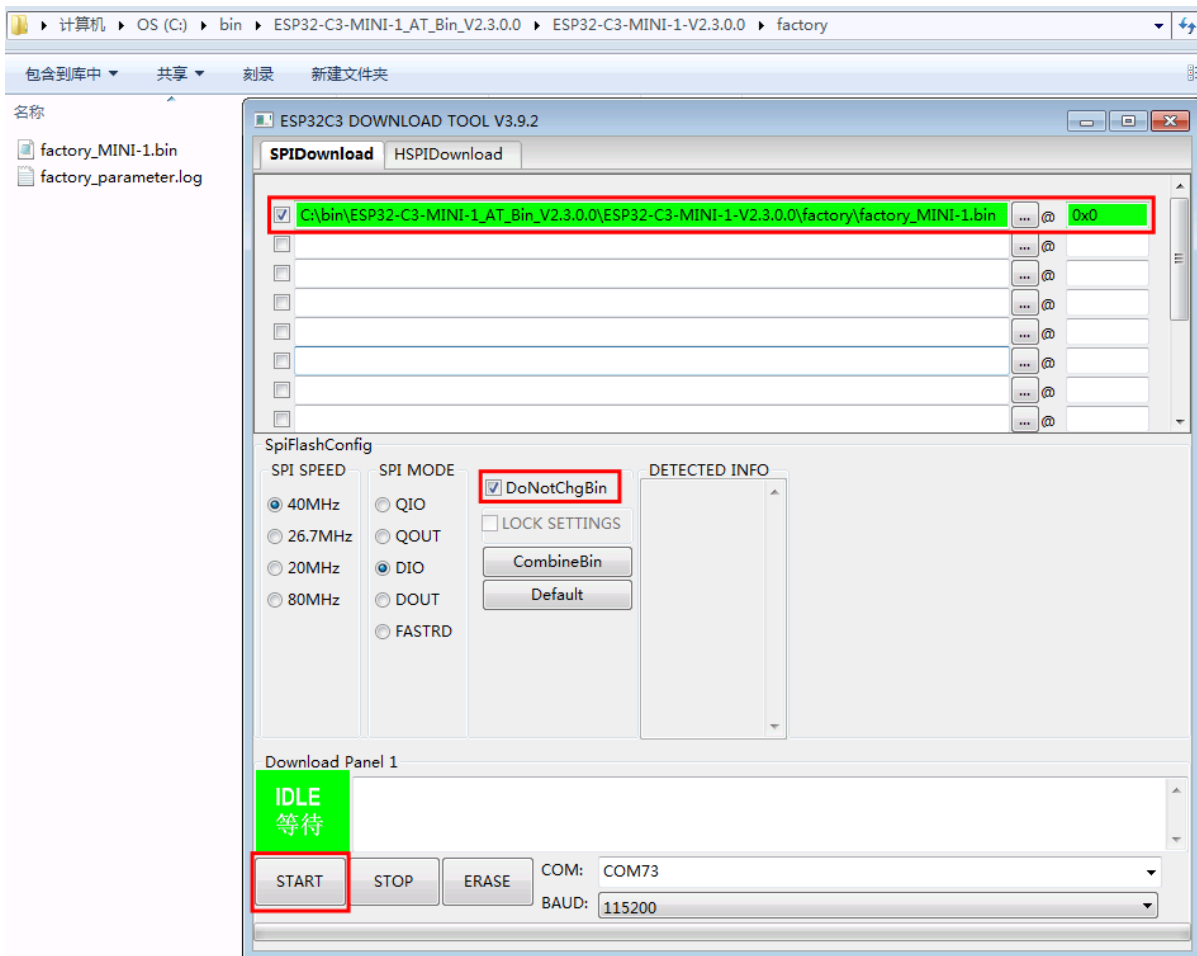 计算机 ▸ OS (C:) ▸ bin ▸ ESP32-C3-MINI-1_AT_Bin_V2.3.0.0 ▸ ESP32-C3-MINI-1-V2.3.0.0 ▸ factory
包含到库中 共享 刻录 新建文件夹
名称
factory_MINI-1.bin
factory_parameter.log
ESP32C3 DOWNLOAD TOOL V3.9.2
SPIDownload HSPIDownload
C:\bin\ESP32-C3-MINI-1_AT_Bin_V2.3.0.0\ESP32-C3-MINI-1-V2.3.0.0\factory\factory_MINI-1.bin ... @ 0x0
... @
... @
... @
... @
... @
... @
... @
SpiFlashConfig
SPI SPEED
40MHz
26.7MHz
20MHz
80MHz
SPI MODE
QIO
QOUT
DIO
DOUT
FASTRD
DoNotChgBin
LOCK SETTINGS
CombineBin
Default
DETECTED INFO
Download Panel 1
IDLE
等待
START STOP ERASE
COM: COM73
BAUD: 115200